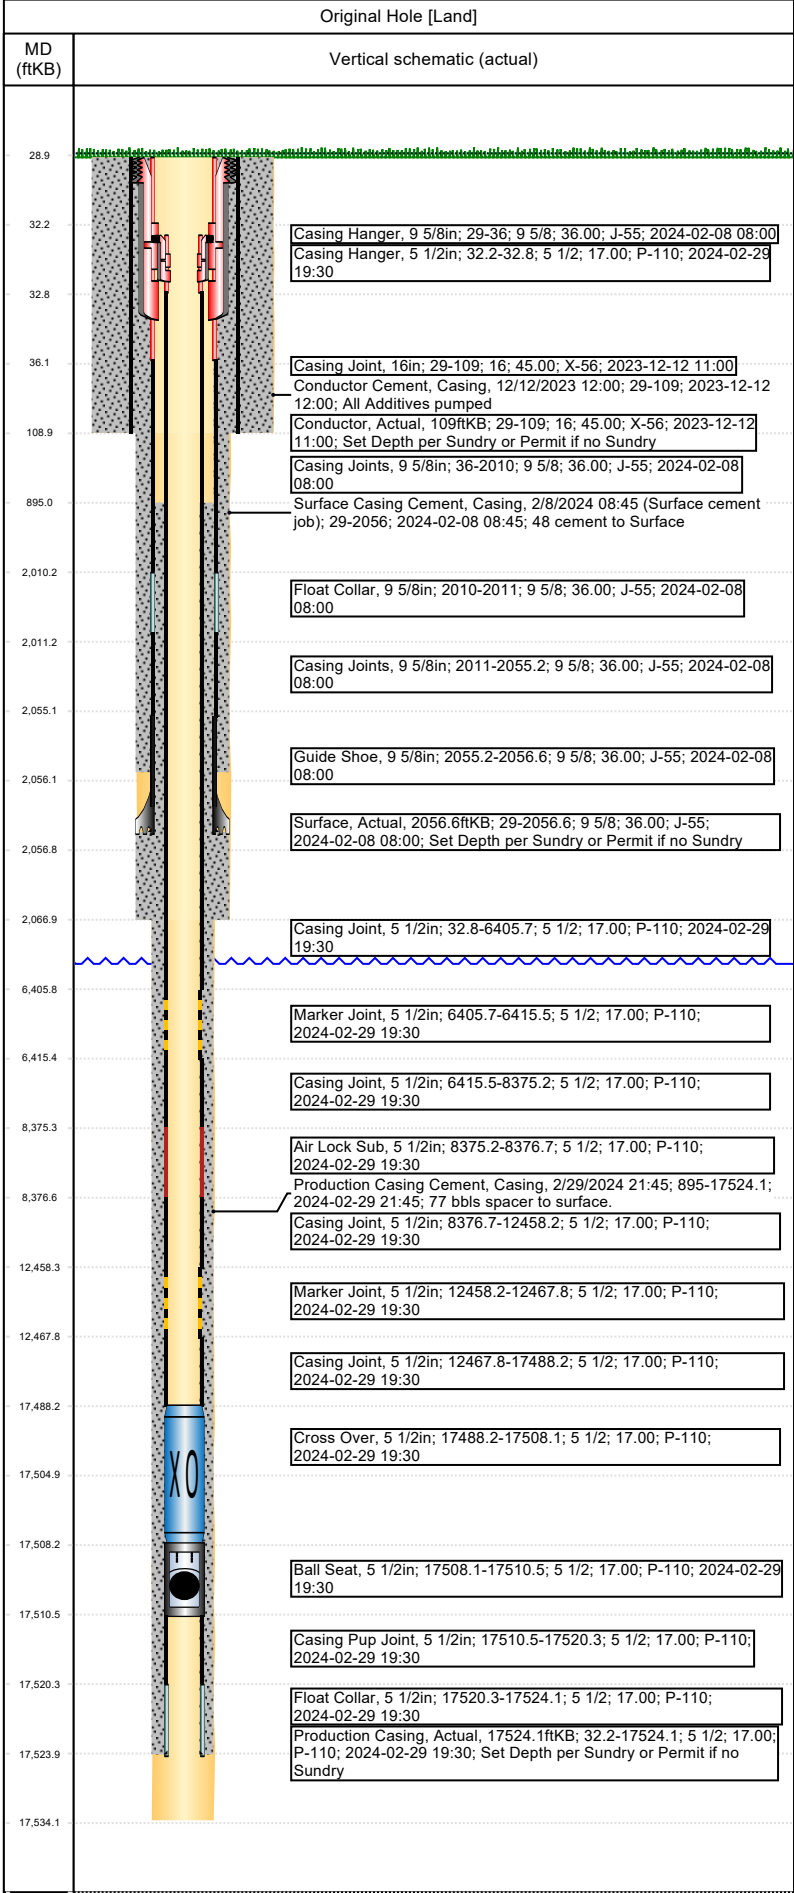 Original Hole [Land]
MD
(ftKB)
Vertical schematic (actual)
28.9
32.2
Casing Hanger, 9 5/8in; 29-36; 9 5/8; 36.00; J-55; 2024-02-08 08:00
Casing Hanger, 5 1/2in; 32.2-32.8; 5 1/2; 17.00; P-110; 2024-02-29
19:30
32.8
36.1
Casing Joint, 16in; 29-109; 16; 45.00; X-56; 2023-12-12 11:00
Conductor Cement, Casing, 12/12/2023 12:00; 29-109; 2023-12-12
12:00; All Additives pumped
Conductor, Actual, 109ftKB; 29-109; 16; 45.00; X-56; 2023-12-12
11:00; Set Depth per Sundry or Permit if no Sundry
108.9
Casing Joints, 9 5/8in; 36-2010; 9 5/8; 36.00; J-55; 2024-02-08
08:00
895.0
Surface Casing Cement, Casing, 2/8/2024 08:45 (Surface cement
job); 29-2056; 2024-02-08 08:45; 48 cement to Surface
2,010.2
Float Collar, 9 5/8in; 2010-2011; 9 5/8; 36.00; J-55; 2024-02-08
08:00
2,011.2
Casing Joints, 9 5/8in; 2011-2055.2; 9 5/8; 36.00; J-55; 2024-02-08
08:00
2,055.1
Guide Shoe, 9 5/8in; 2055.2-2056.6; 9 5/8; 36.00; J-55; 2024-02-08
08:00
2,056.1
Surface, Actual, 2056.6ftKB; 29-2056.6; 9 5/8; 36.00; J-55;
2024-02-08 08:00; Set Depth per Sundry or Permit if no Sundry
2,056.8
2,066.9
Casing Joint, 5 1/2in; 32.8-6405.7; 5 1/2; 17.00; P-110; 2024-02-29
19:30
6,405.8
Marker Joint, 5 1/2in; 6405.7-6415.5; 5 1/2; 17.00; P-110;
2024-02-29 19:30
6,415.4
Casing Joint, 5 1/2in; 6415.5-8375.2; 5 1/2; 17.00; P-110;
2024-02-29 19:30
8,375.3
Air Lock Sub, 5 1/2in; 8375.2-8376.7; 5 1/2; 17.00; P-110;
2024-02-29 19:30
Production Casing Cement, Casing, 2/29/2024 21:45; 895-17524.1;
2024-02-29 21:45; 77 bbls spacer to surface.
8,376.6
Casing Joint, 5 1/2in; 8376.7-12458.2; 5 1/2; 17.00; P-110;
2024-02-29 19:30
12,458.3
Marker Joint, 5 1/2in; 12458.2-12467.8; 5 1/2; 17.00; P-110;
2024-02-29 19:30
12,467.8
Casing Joint, 5 1/2in; 12467.8-17488.2; 5 1/2; 17.00; P-110;
2024-02-29 19:30
17,488.2
Cross Over, 5 1/2in; 17488.2-17508.1; 5 1/2; 17.00; P-110;
2024-02-29 19:30
XO
17,504.9
17,508.2
Ball Seat, 5 1/2in; 17508.1-17510.5; 5 1/2; 17.00; P-110; 2024-02-29
19:30
17,510.5
Casing Pup Joint, 5 1/2in; 17510.5-17520.3; 5 1/2; 17.00; P-110;
2024-02-29 19:30
17,520.3
Float Collar, 5 1/2in; 17520.3-17524.1; 5 1/2; 17.00; P-110;
2024-02-29 19:30
Production Casing, Actual, 17524.1ftKB; 32.2-17524.1; 5 1/2; 17.00;
P-110; 2024-02-29 19:30; Set Depth per Sundry or Permit if no
Sundry
17,523.9
17,534.1